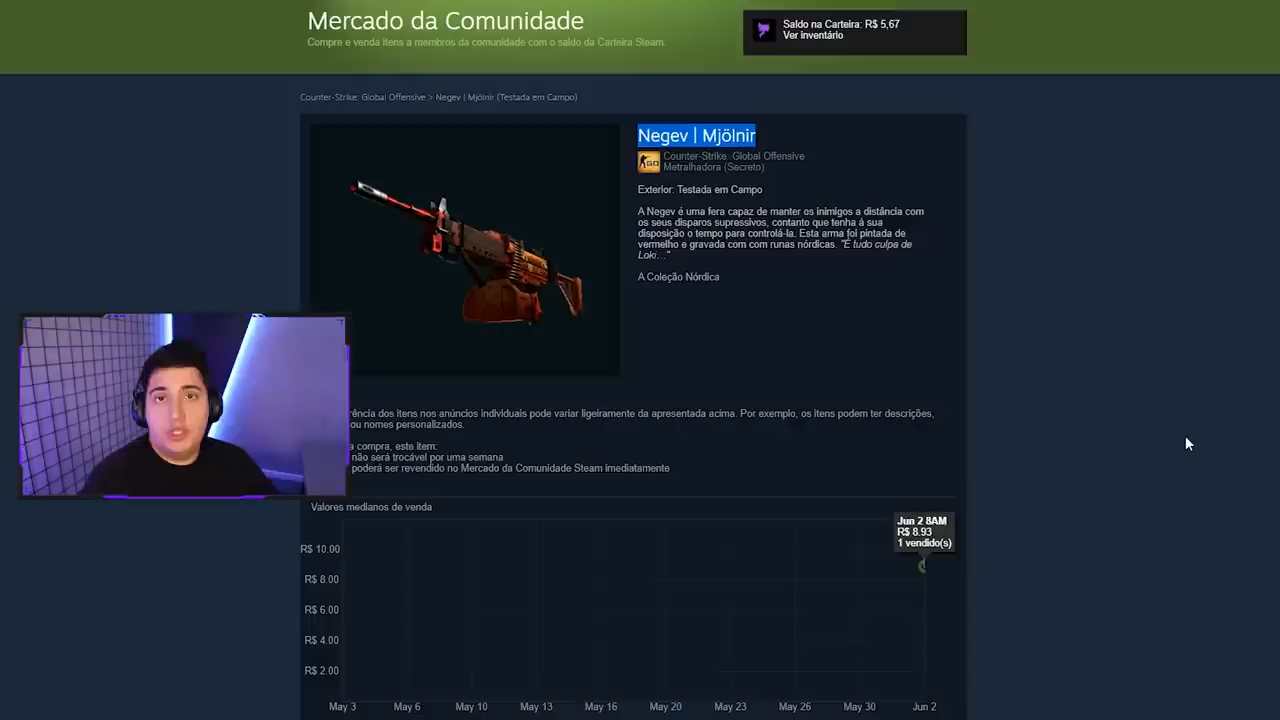 Mercado da Comunidade
Compre e venda itens a membros da comunidade com o saldo da Carteira Steam.
Saldo na Carteira: R$ 5,67
Ver inventário
Counter-Strike: Global Offensive > Negev | Mjölnir (Testada em Campo)
Negev | Mjölnir
Counter-Strike: Global Offensive
Metralhadora (Secreto)
Exterior: Testada em Campo
A Negev é uma fera capaz de manter os inimigos a distância com
os seus disparos supressivos, contanto que tenha à sua
disposição o tempo para controlá-la. Esta arma foi pintada de
vermelho e gravada com com runas nórdicas. "É tudo culpa de
Loki…"
A Coleção Nórdica
rência dos itens nos anúncios individuais pode variar ligeiramente da apresentada acima. Por exemplo, os itens podem ter descrições,
ou nomes personalizados.
a compra, este item:
não será trocável por uma semana
poderá ser revendido no Mercado da Comunidade Steam imediatamente
Valores medianos de venda
Jun 2 8AM
R$ 8.93
1 vendido(s)
R$ 10.00
R$ 8.00
R$ 6.00
R$ 4.00
R$ 2.00
May 3 May 6 May 10 May 13 May 16 May 20 May 23 May 26 May 30 Jun 2